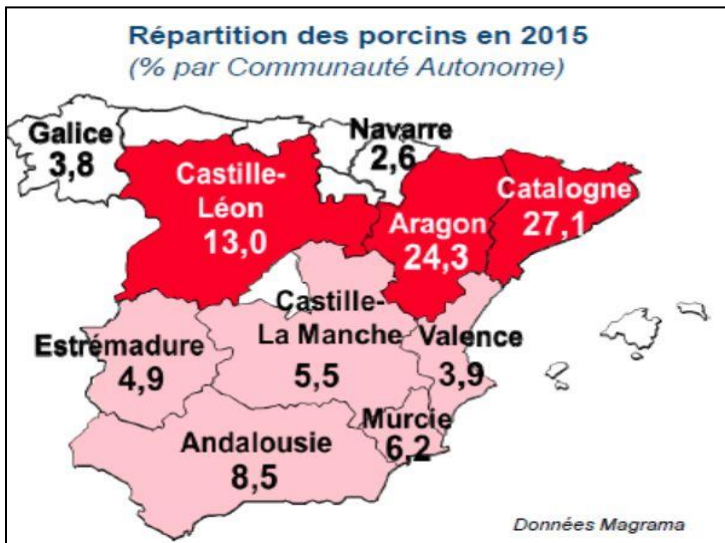 Répartition des porcins en 2015
(% par Communauté Autonome)
Galice
3,8
Navarre
2,6
Castille-
Léon
13,0
Aragon
24,3
Catalogne
27,1
Castille-
La Manche
5,5
Valence
3,9
Estrémadure
4,9
Murcie
6,2
Andalousie
8,5
Données Magrama